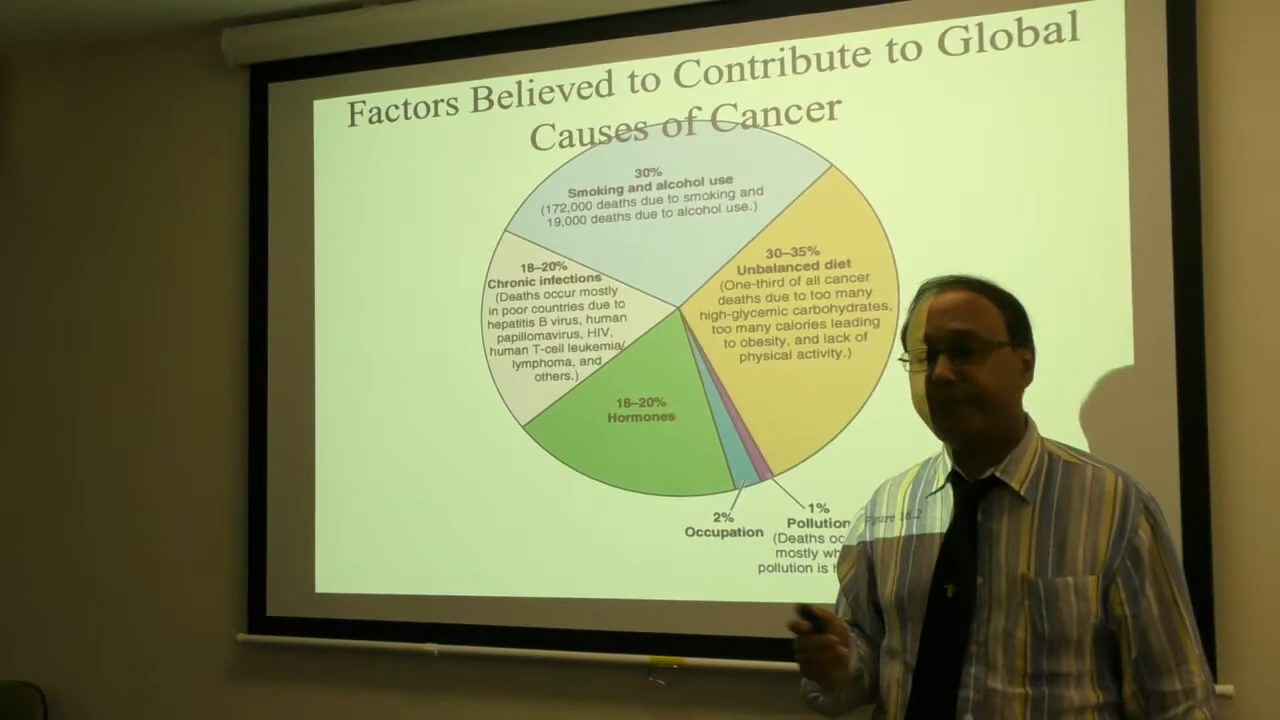 Factors Believed to Contribute to Global
Causes of Cancer
30%
Smoking and alcohol use
(172,000 deaths due to smoking and
19,000 deaths due to alcohol use.)
30–35%
Unbalanced diet
(One-third of all cancer
deaths due to too many
high-glycemic carbohydrates,
too many calories leading
to obesity, and lack of
physical activity.)
18–20%
Chronic infections
(Deaths occur mostly
in poor countries due to
hepatitis B virus, human
papillomavirus, HIV,
human T-cell leukemia/
lymphoma, and
others.)
18–20%
Hormones
2%
Occupation
1%
Pollution
(Deaths
mostly
pollution is
Figure 16.2